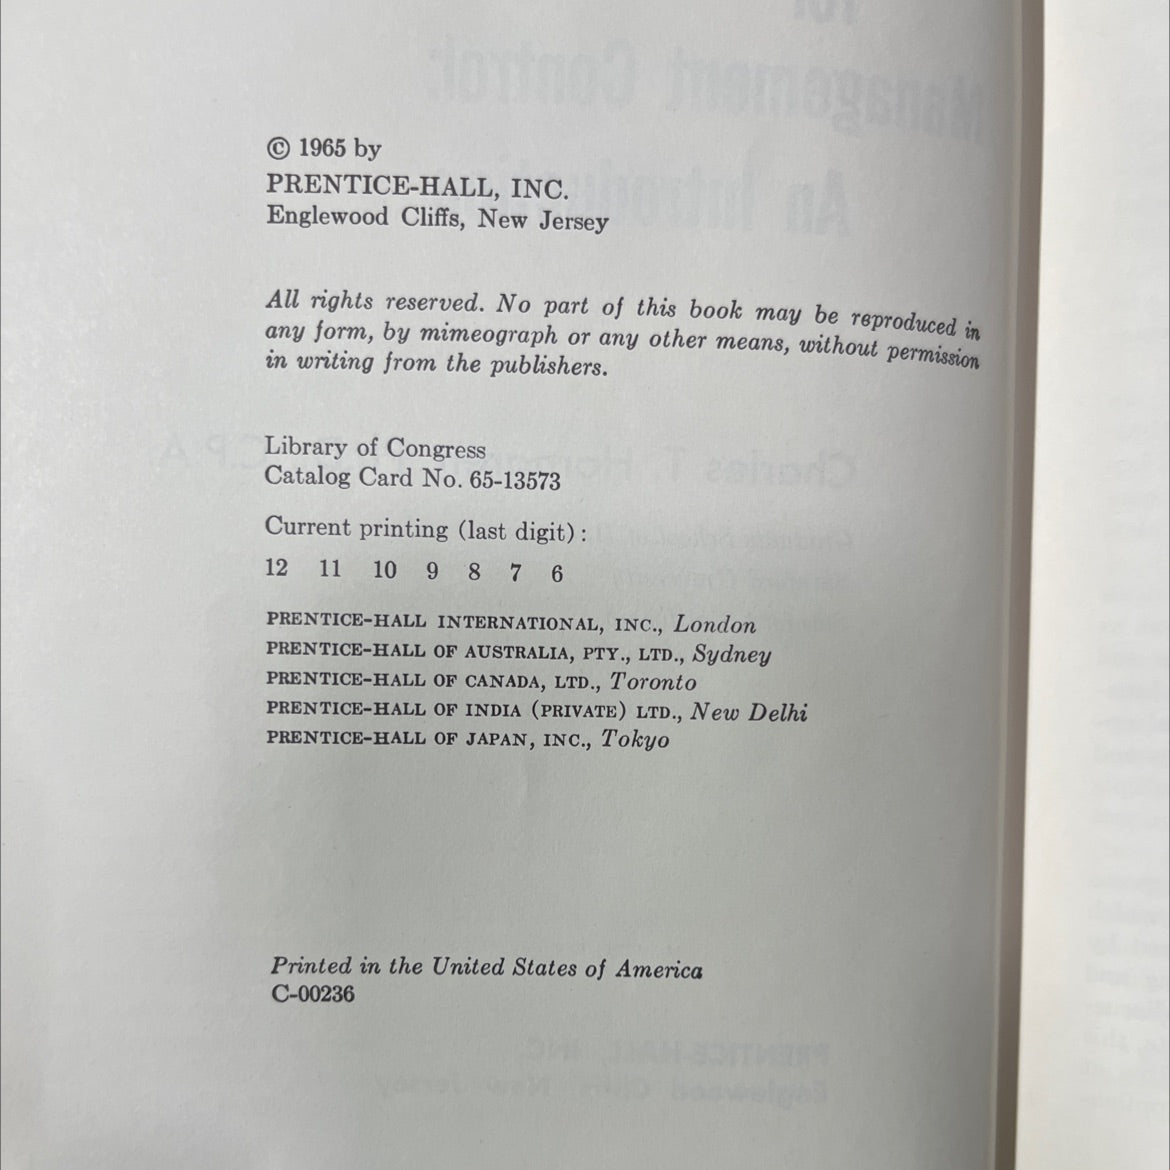 © 1965 by
PRENTICE-HALL, INC.
Englewood Cliffs, New Jersey
All rights reserved. No part of this book may be reproduced in
any form, by mimeograph or any other means, without permission
in writing from the publishers.
Library of Congress
Catalog Card No. 65-13573
Current printing (last digit):
12 11 10 9 8 7 6
PRENTICE-HALL INTERNATIONAL, INC., London
PRENTICE-HALL OF AUSTRALIA, PTY., LTD., Sydney
PRENTICE-HALL OF CANADA, LTD., Toronto
PRENTICE-HALL OF INDIA (PRIVATE) LTD., New Delhi
PRENTICE-HALL OF JAPAN, INC., Tokyo
Printed in the United States of America
C-00236